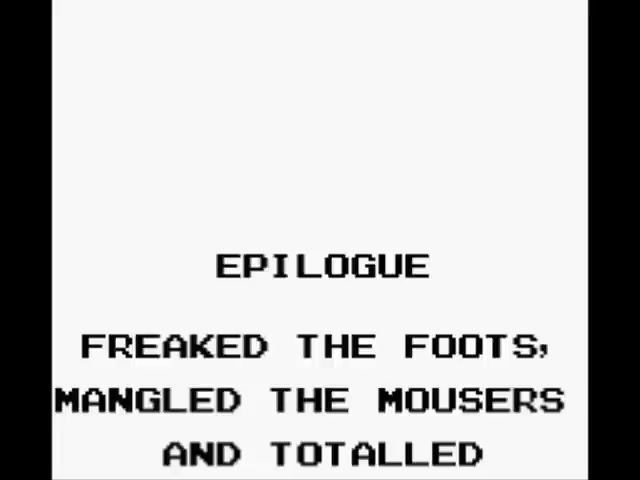 EPILOGUE
FREAKED THE FOOTS,
MANGLED THE MOUSERS
AND TOTALLED